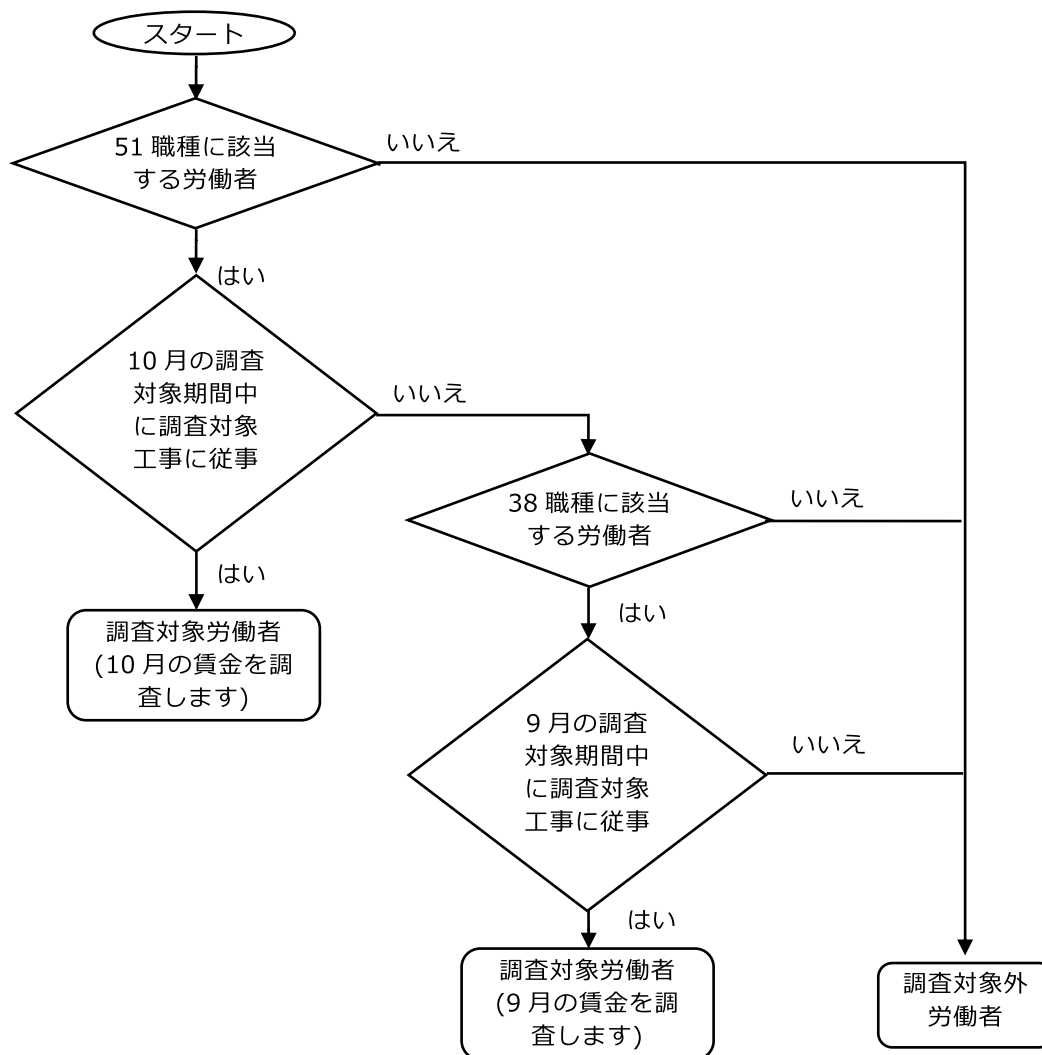 スタート
51 職種に該当
する労働者
いいえ
はい
10 月の調査
対象期間中
に調査対象
工事に従事
いいえ
38 職種に該当
する労働者
いいえ
はい
調査対象労働者
(10 月の賃金を調
査します)
はい
9 月の調査
対象期間中
に調査対象
工事に従事
いいえ
はい
調査対象労働者
(9 月の賃金を調
査します)
調査対象外
労働者